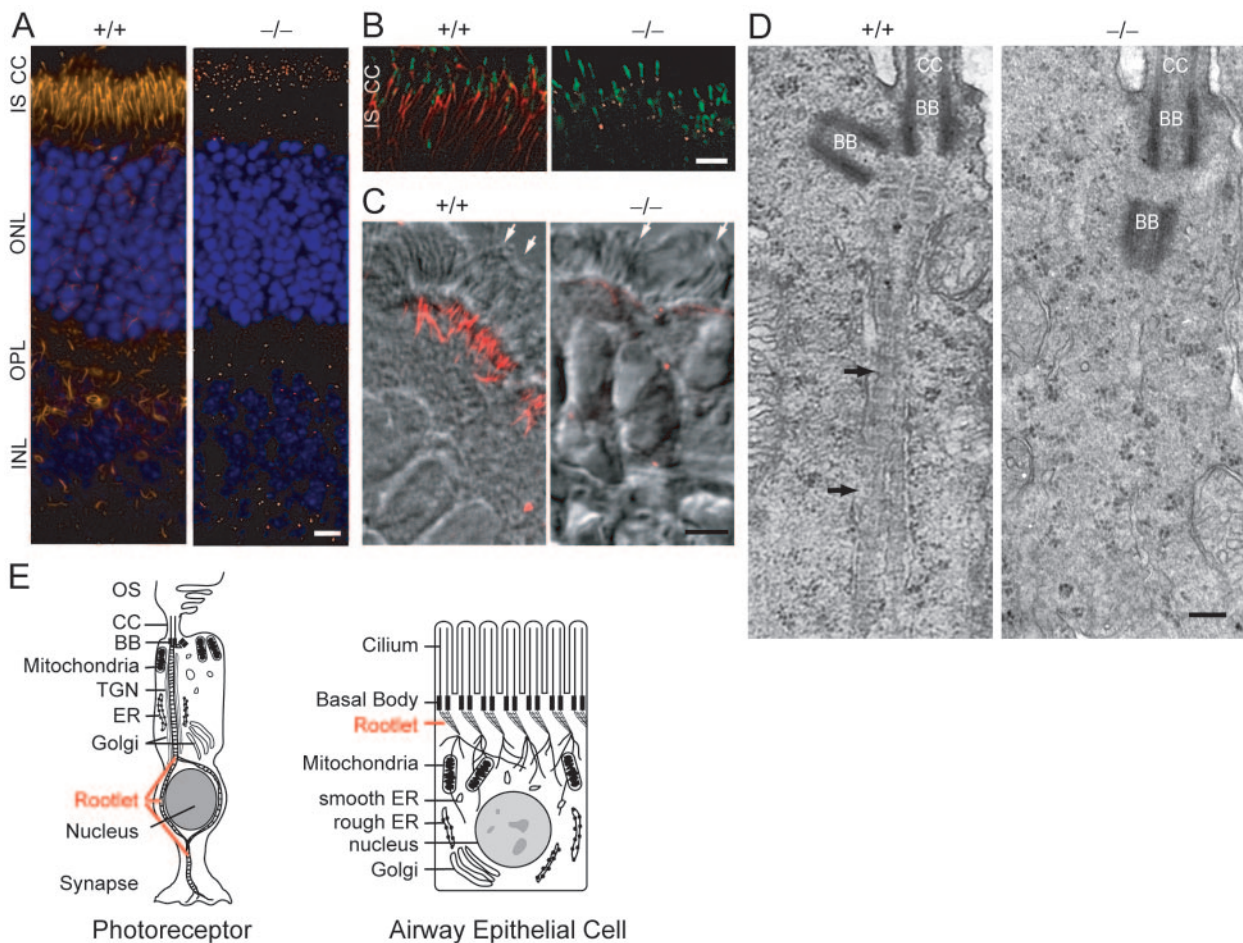 A
+/+
–/–
IS CC
ONL
OPL
INL
B
+/+
–/–
IS CC
C
+/+
–/–
D
+/+
–/–
CC
BB
BB
CC
BB
BB
E
OS
CC
BB
Mitochondria
TGN
ER
Golgi
Rootlet
Nucleus
Synapse
Photoreceptor
Cilium
Basal Body
Rootlet
Mitochondria
smooth ER
rough ER
nucleus
Golgi
Airway Epithelial Cell